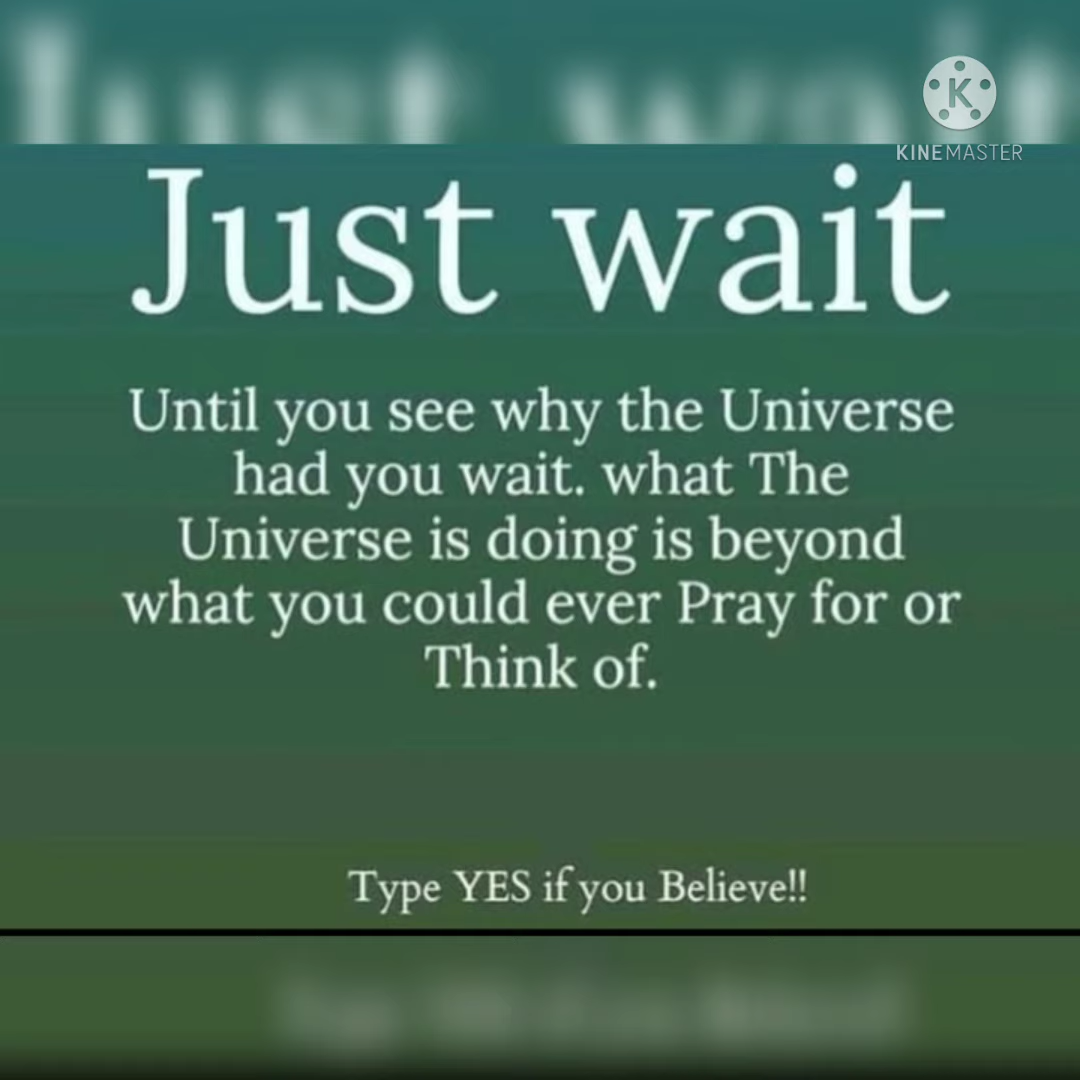 KINEMASTER
Just wait
Until you see why the Universe
had you wait. what The
Universe is doing is beyond
what you could ever Pray for or
Think of.
Type YES if you Believe!!